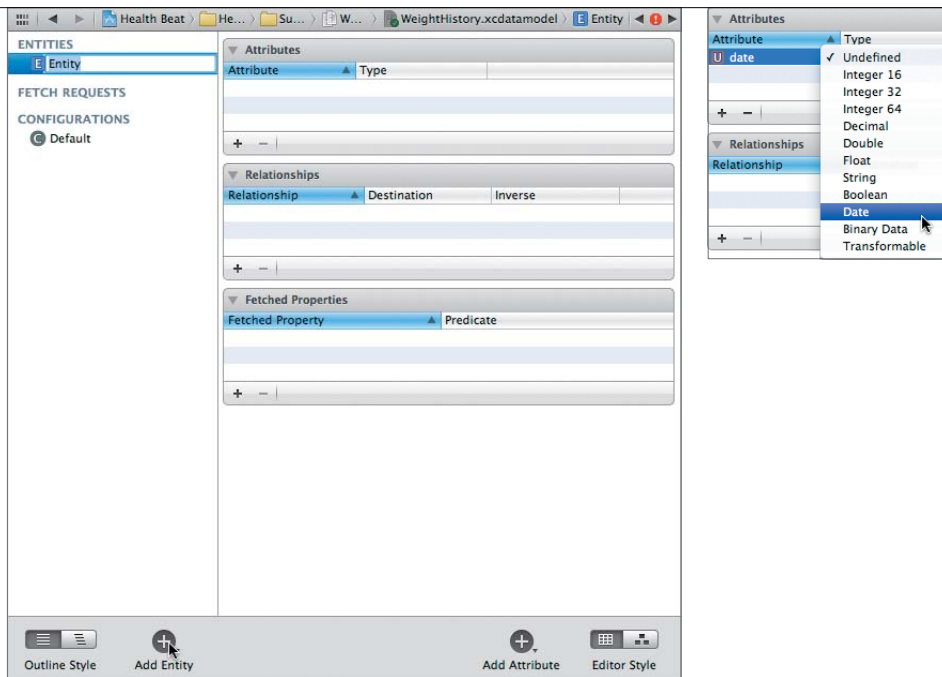 Health Beat He... Su... W... WeightHistory.xcdatamodel E Entity
ENTITIES
E Entity
FETCH REQUESTS
CONFIGURATIONS
C Default
Attributes
Attribute Type
Relationships
Relationship Destination Inverse
Fetched Properties
Fetched Property Predicate
Outline Style Add Entity Add Attribute Editor Style
Attributes
Attribute Type
U date
✓ Undefined
Integer 16
Integer 32
Integer 64
Decimal
Double
Float
String
Boolean
Date
Binary Data
Transformable
Relationships
Relationship